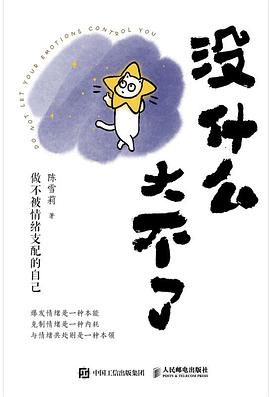 DO NOT LET YOUR EMOTIONS CONTROL YOU
没什么大不了
陈雪莉 著
做不被情绪支配的自己
爆发情绪是一种本能
克制情绪是一种内耗
与情绪共处则是一种本领
中国工信出版集团
人民邮电出版社
POSTS & TELECOM PRESS